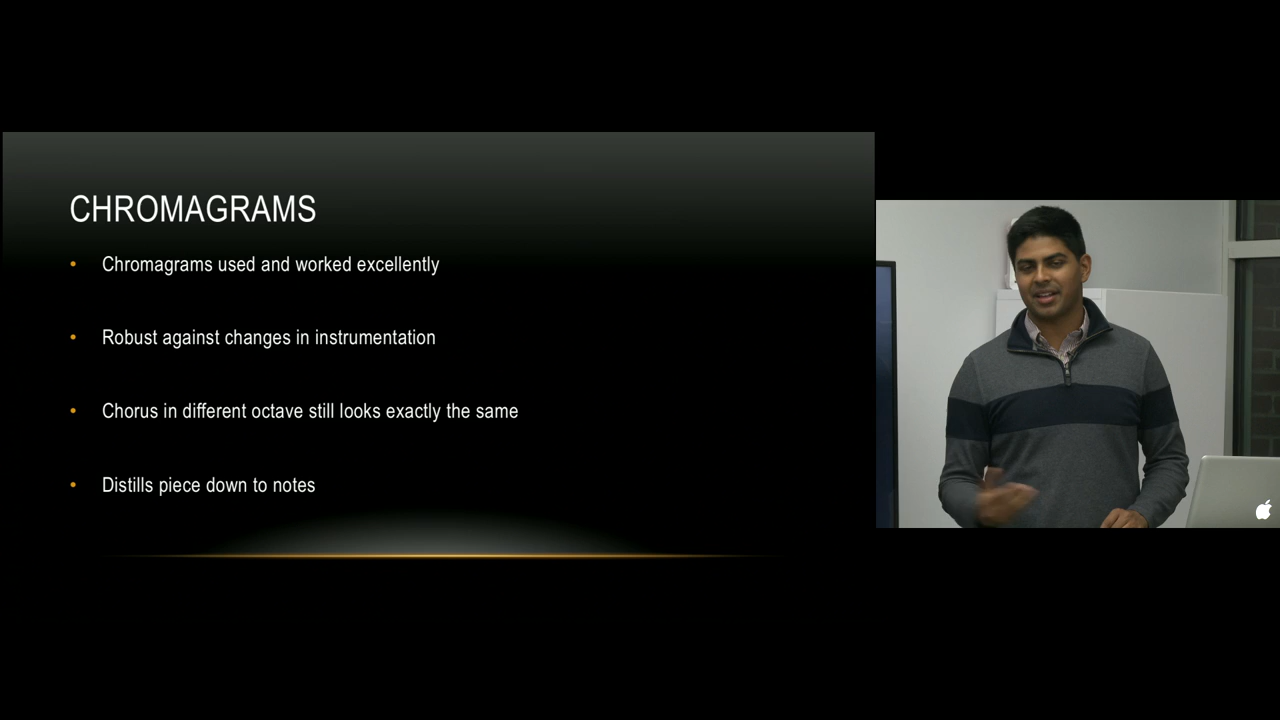 CHROMAGRAMS
• Chromagrams used and worked excellently
• Robust against changes in instrumentation
• Chorus in different octave still looks exactly the same
• Distills piece down to notes